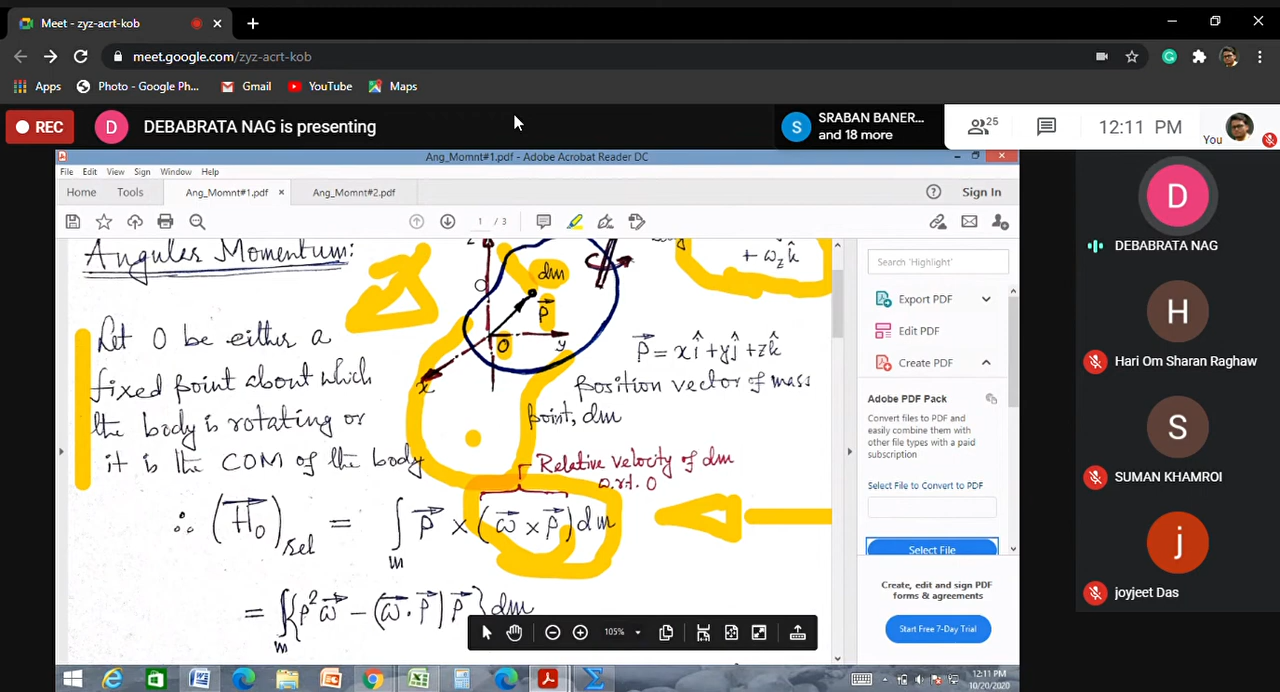 Meet - zyz-acrt-kob
meet.google.com/zyz-acrt-kob
Apps
Photo - Google Ph...
Gmail
YouTube
Maps
REC
D
DEBABRATA NAG is presenting
S
SRABAN BANER...
and 18 more
25
12:11 PM
You
Ang_Momnt#1.pdf - Adobe Acrobat Reader DC
File Edit View Sign Window Help
Home
Tools
Ang_Momnt#1.pdf
Ang_Momnt#2.pdf
Sign In
1 / 3
Angular Momentum:
z
dm
+ ω_z k̂
ρ⃗
O
y
x
Let O be either a
fixed point about which
the body is rotating or
it is the COM of the body
ρ⃗ = xî + yĵ + zk̂
position vector of mass
point, dm
Relative velocity of dm
w.r.t. O
∴ (H⃗_O)_rel = ∫_m ρ⃗ × (ω⃗ × ρ⃗) dm
= ∫_m {ρ² ω⃗ - (ω⃗ · ρ⃗) ρ⃗} dm
105%
Search 'Highlight'
Export PDF
Edit PDF
Create PDF
Adobe PDF Pack
Convert files to PDF and
easily combine them with
other file types with a paid
subscription
Select File to Convert to PDF
Select File
Create, edit and sign PDF
forms & agreements
Start Free 7-Day Trial
D
DEBABRATA NAG
H
Hari Om Sharan Raghaw
S
SUMAN KHAMROI
j
joyjeet Das
12:11 PM
10/20/2020